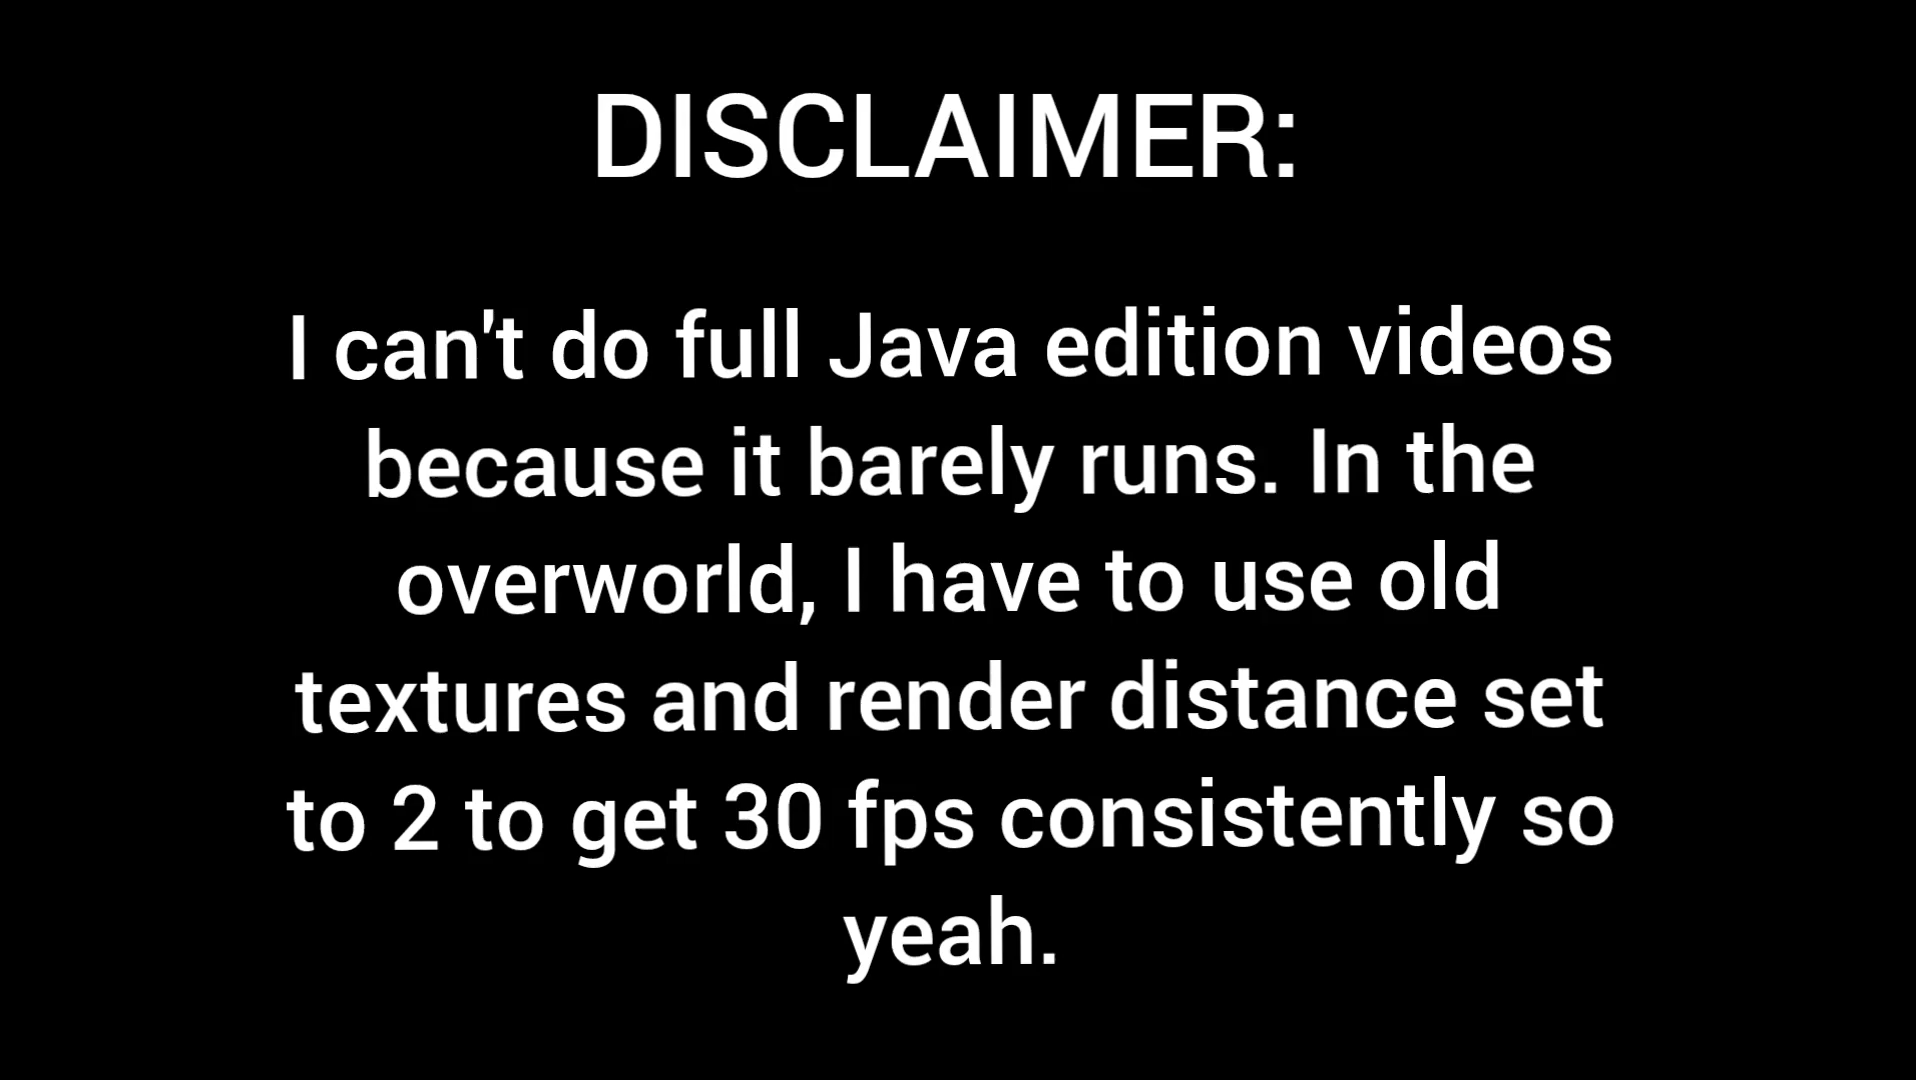 DISCLAIMER:
I can't do full Java edition videos
because it barely runs. In the
overworld, I have to use old
textures and render distance set
to 2 to get 30 fps consistently so
yeah.